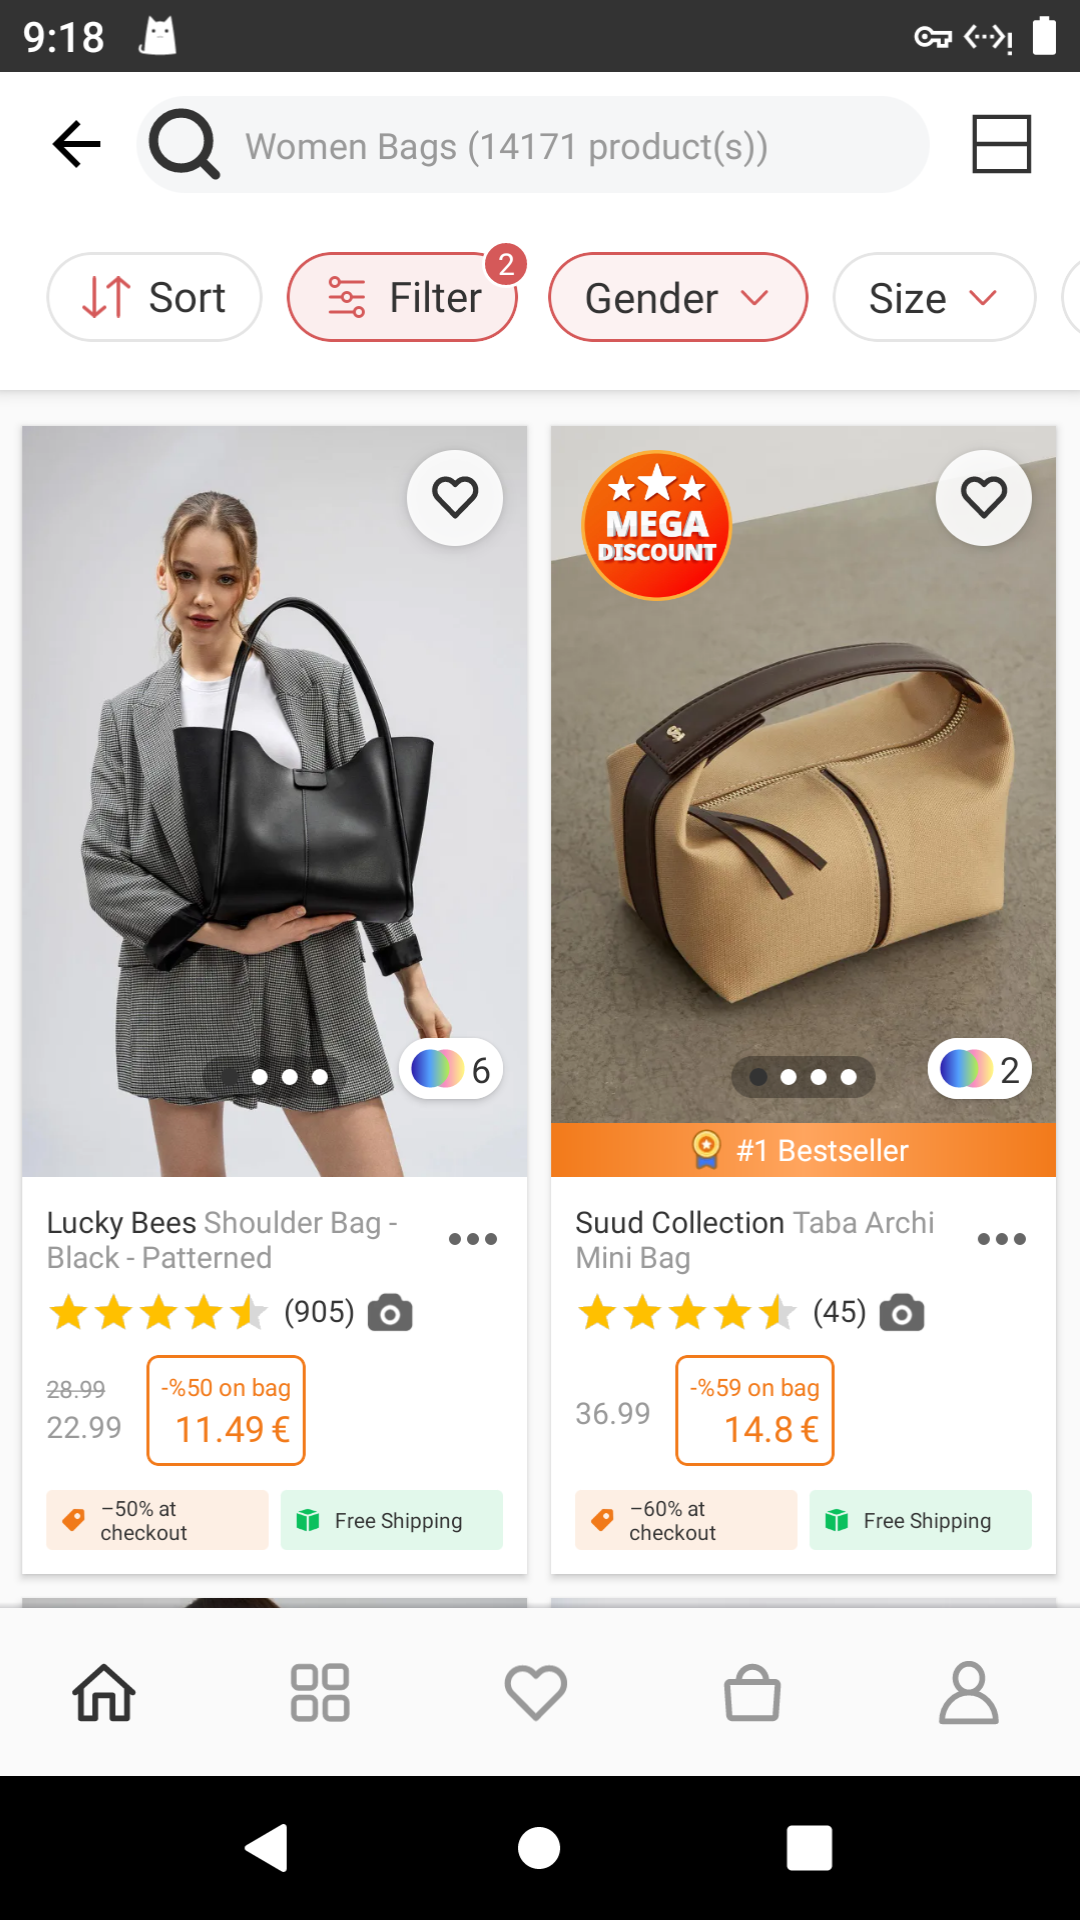 9:18
Women Bags (14171 product(s))
Sort
Filter
2
Gender
Size
MEGA
DISCOUNT
6
2
#1 Bestseller
Lucky Bees Shoulder Bag -
Black - Patterned
(905)
28.99
22.99
-%50 on bag
11.49 €
–50% at
checkout
Free Shipping
Suud Collection Taba Archi
Mini Bag
(45)
36.99
-%59 on bag
14.8 €
–60% at
checkout
Free Shipping